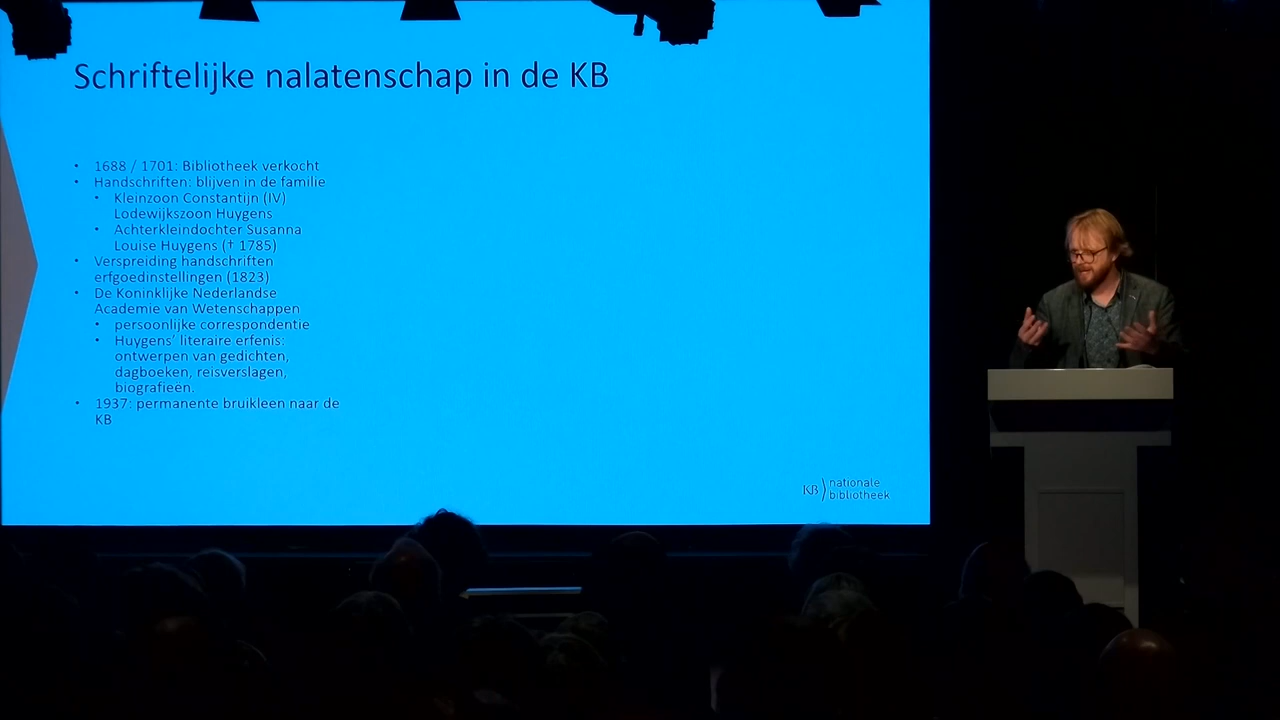 Schriftelijke nalatenschap in de KB
• 1688 / 1701: Bibliotheek verkocht
• Handschriften: blijven in de familie
• Kleinzoon Constantijn (IV)
Lodewijkszoon Huygens
• Achterkleindochter Susanna
Louise Huygens († 1785)
• Verspreiding handschriften
erfgoedinstellingen (1823)
• De Koninklijke Nederlandse
Academie van Wetenschappen
• persoonlijke correspondentie
• Huygens’ literaire erfenis:
ontwerpen van gedichten,
dagboeken, reisverslagen,
biografieën.
• 1937: permanente bruikleen naar de
KB
KB nationale
bibliotheek